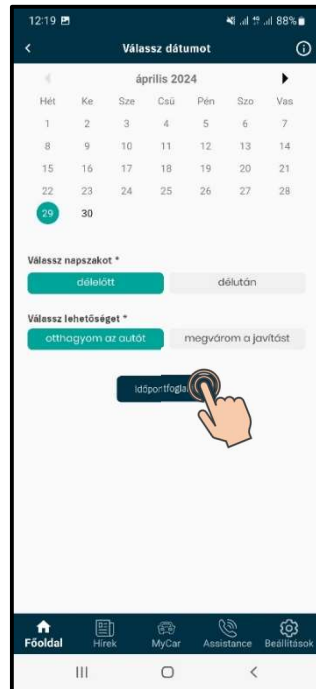 12:19 88%
Válassz dátumot
április 2024
Hét Ke Sze Csü Pén Szo Vas
1 2 3 4 5 6 7
8 9 10 11 12 13 14
15 16 17 18 19 20 21
22 23 24 25 26 27 28
29 30
Válassz napszakot *
délelőtt délután
Válassz lehetőséget *
otthagyom az autót megvárom a javítást
Főoldal Hírek MyCar Assistance Beállítások